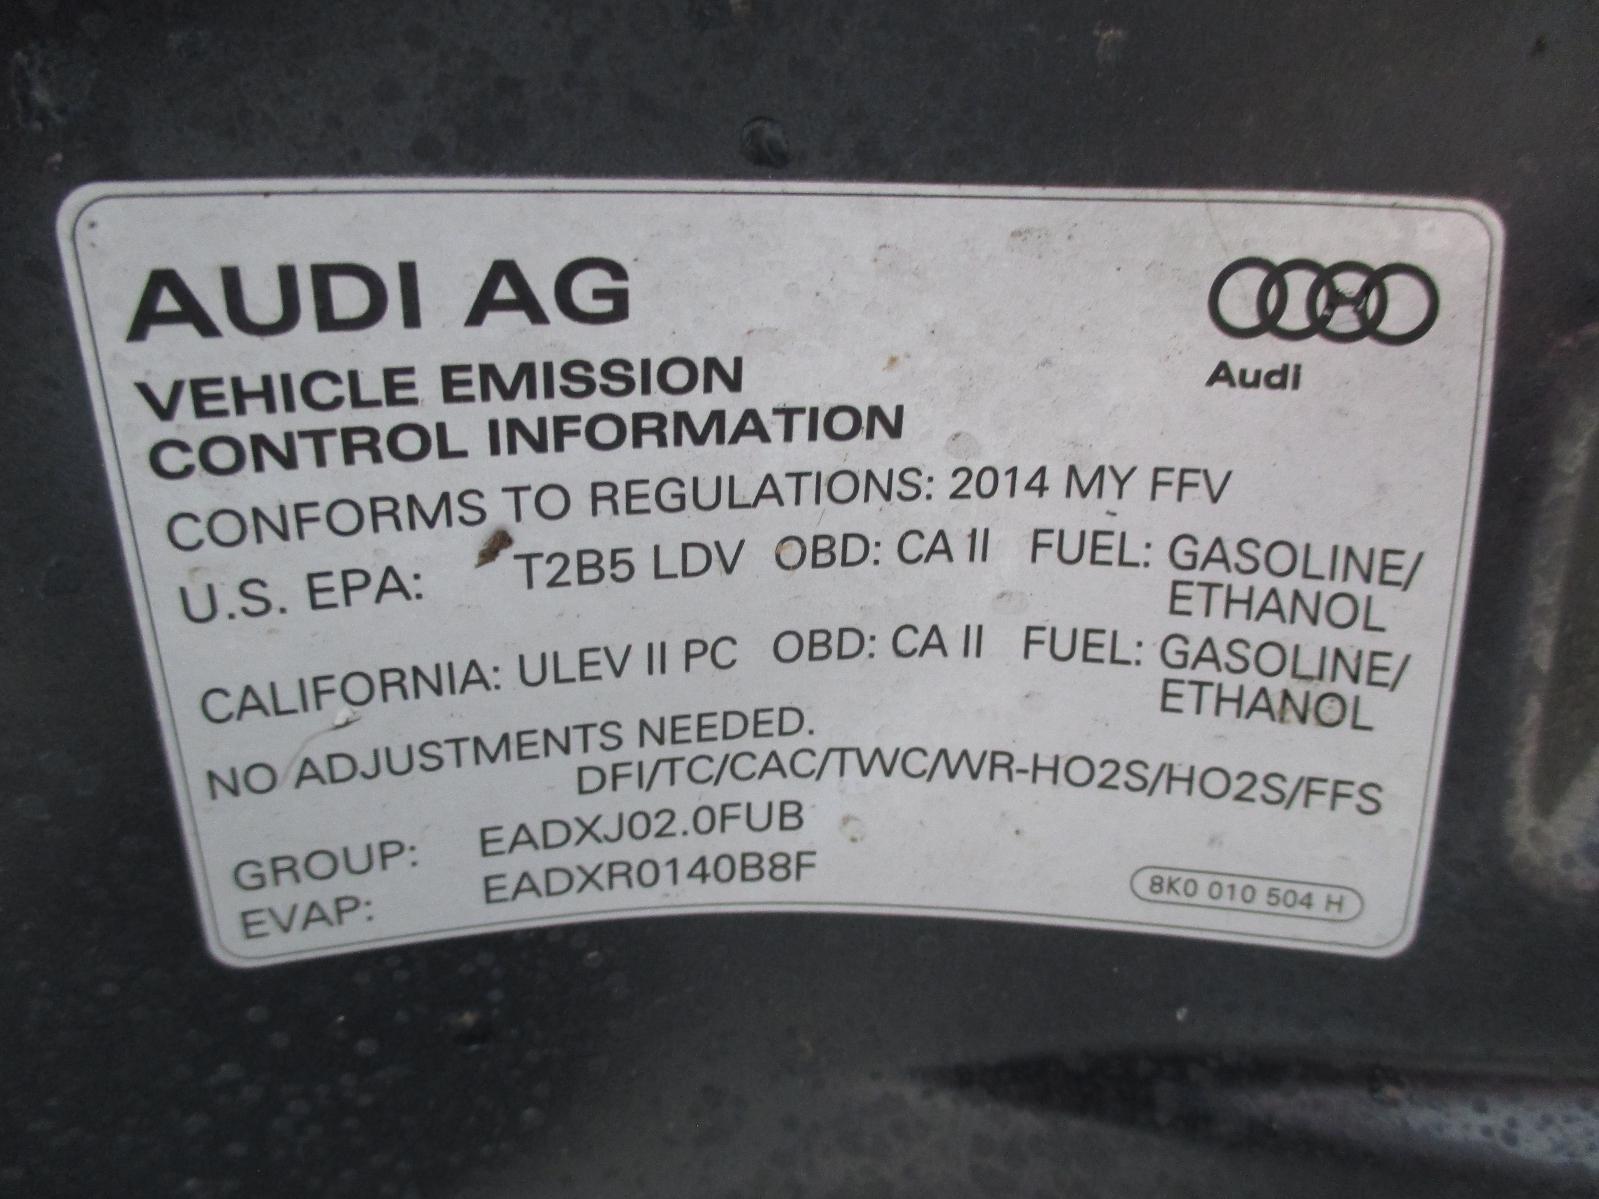 AUDI AG
Audi
VEHICLE EMISSION
CONTROL INFORMATION
CONFORMS TO REGULATIONS: 2014 MY FFV
U.S. EPA: T2B5 LDV OBD: CA II FUEL: GASOLINE/
ETHANOL
CALIFORNIA: ULEV II PC OBD: CA II FUEL: GASOLINE/
ETHANOL
NO ADJUSTMENTS NEEDED.
DFI/TC/CAC/TWC/WR-HO2S/HO2S/FFS
GROUP: EADXJ02.0FUB
EVAP: EADXR0140B8F
8K0 010 504 H